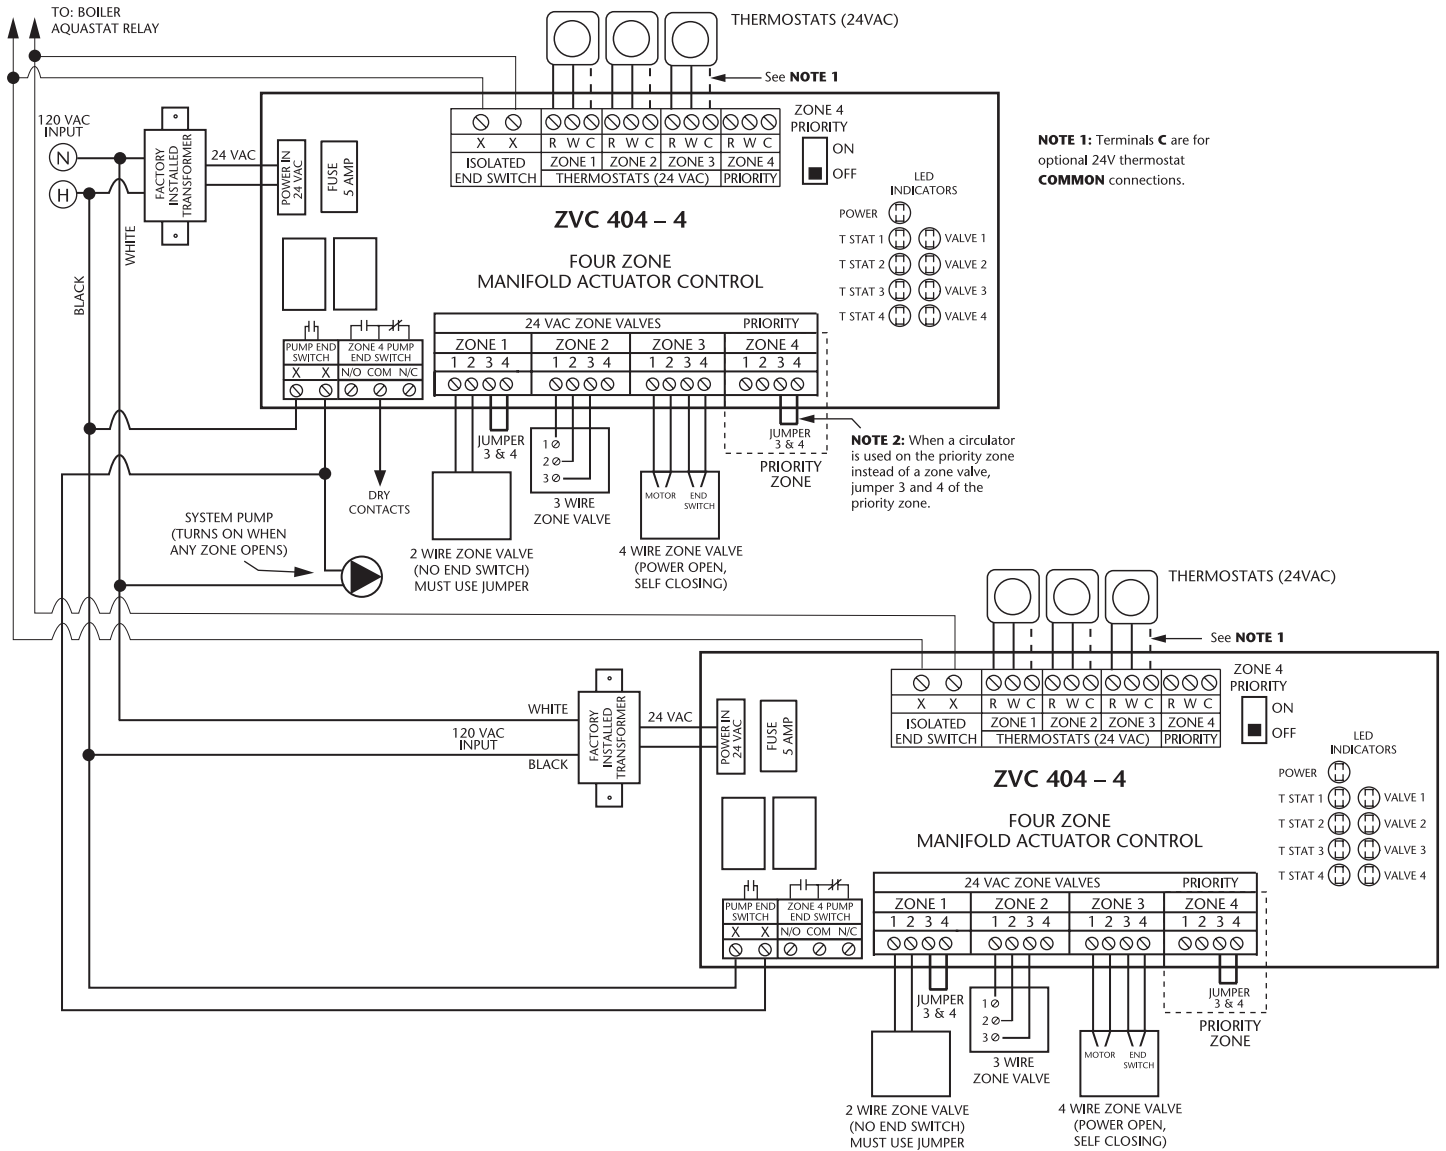 TO: BOILER
AQUASTAT RELAY
THERMOSTATS (24VAC)
See NOTE 1
120 VAC
INPUT
N
H
FACTORY
INSTALLED
TRANSFORMER
24 VAC
POWER IN
24 VAC
FUSE
5 AMP
WHITE
BLACK
X X
ISOLATED
END SWITCH
R W C R W C R W C R W C
ZONE 1 ZONE 2 ZONE 3 ZONE 4
THERMOSTATS (24 VAC) PRIORITY
ZONE 4
PRIORITY
ON
OFF
NOTE 1: Terminals C are for
optional 24V thermostat
COMMON connections.
ZVC 404 – 4
FOUR ZONE
MANIFOLD ACTUATOR CONTROL
LED
INDICATORS
POWER
T STAT 1 VALVE 1
T STAT 2 VALVE 2
T STAT 3 VALVE 3
T STAT 4 VALVE 4
PUMP END
SWITCH
X X
ZONE 4 PUMP
END SWITCH
N/O COM N/C
24 VAC ZONE VALVES PRIORITY
ZONE 1 ZONE 2 ZONE 3 ZONE 4
1 2 3 4 1 2 3 4 1 2 3 4 1 2 3 4
JUMPER
3 & 4
1
2
3
3 WIRE
ZONE VALVE
MOTOR
END
SWITCH
JUMPER
3 & 4
PRIORITY
ZONE
NOTE 2: When a circulator
is used on the priority zone
instead of a zone valve,
jumper 3 and 4 of the
priority zone.
DRY
CONTACTS
SYSTEM PUMP
(TURNS ON WHEN
ANY ZONE OPENS)
2 WIRE ZONE VALVE
(NO END SWITCH)
MUST USE JUMPER
4 WIRE ZONE VALVE
(POWER OPEN,
SELF CLOSING)
THERMOSTATS (24VAC)
See NOTE 1
WHITE
120 VAC
INPUT
BLACK
FACTORY
INSTALLED
TRANSFORMER
24 VAC
POWER IN
24 VAC
FUSE
5 AMP
X X
ISOLATED
END SWITCH
R W C R W C R W C R W C
ZONE 1 ZONE 2 ZONE 3 ZONE 4
THERMOSTATS (24 VAC) PRIORITY
ZONE 4
PRIORITY
ON
OFF
ZVC 404 – 4
FOUR ZONE
MANIFOLD ACTUATOR CONTROL
LED
INDICATORS
POWER
T STAT 1 VALVE 1
T STAT 2 VALVE 2
T STAT 3 VALVE 3
T STAT 4 VALVE 4
PUMP END
SWITCH
X X
ZONE 4 PUMP
END SWITCH
N/O COM N/C
24 VAC ZONE VALVES PRIORITY
ZONE 1 ZONE 2 ZONE 3 ZONE 4
1 2 3 4 1 2 3 4 1 2 3 4 1 2 3 4
JUMPER
3 & 4
1
2
3
3 WIRE
ZONE VALVE
MOTOR
END
SWITCH
JUMPER
3 & 4
PRIORITY
ZONE
2 WIRE ZONE VALVE
(NO END SWITCH)
MUST USE JUMPER
4 WIRE ZONE VALVE
(POWER OPEN,
SELF CLOSING)